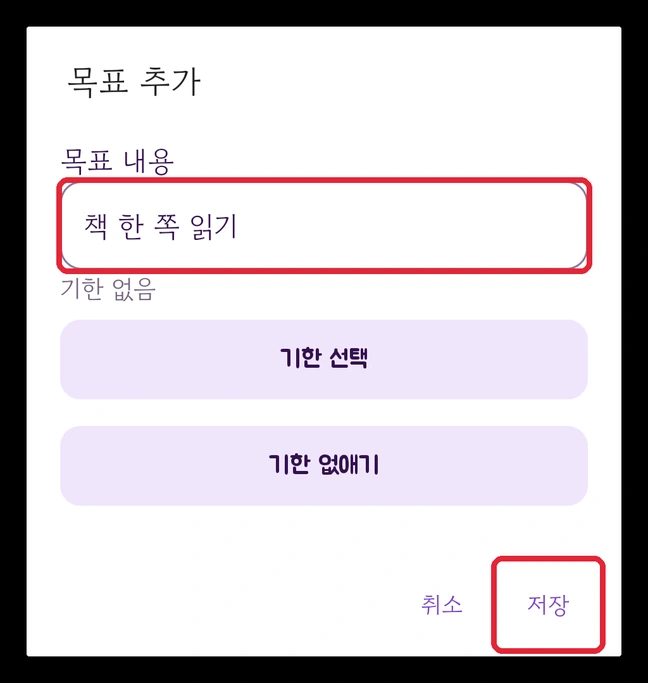 목표 추가
목표 내용
책 한 쪽 읽기
기한 없음
기한 선택
기한 없애기
취소 저장